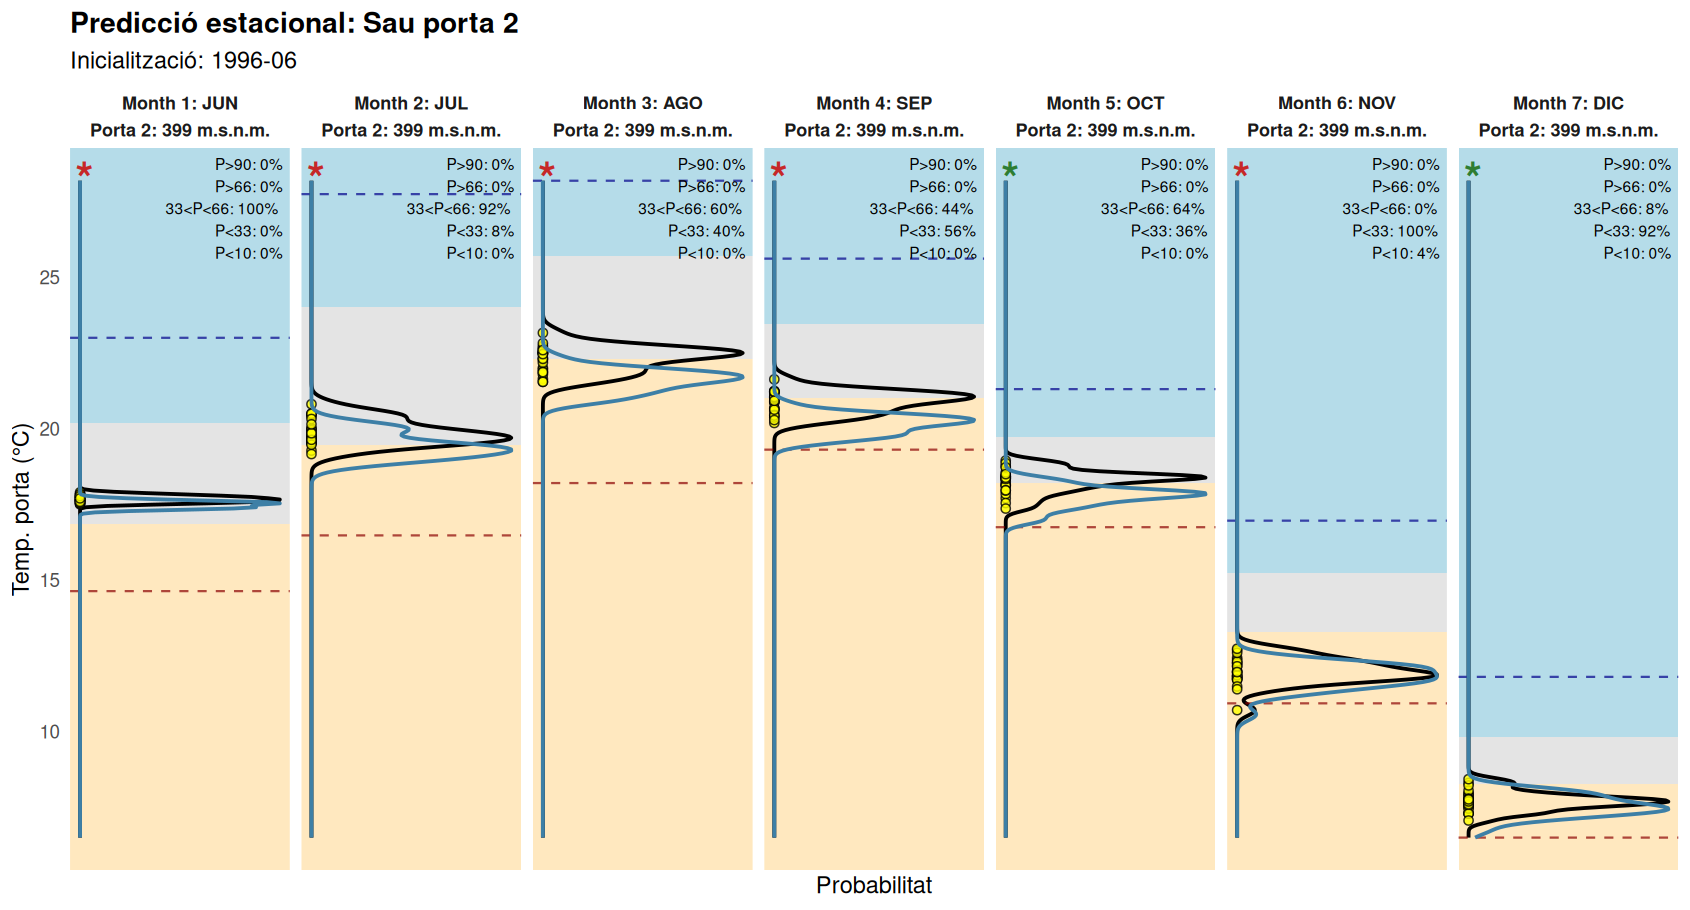 Predicció estacional: Sau porta 2
Inicialització: 1996-06
Month 1: JUN
Porta 2: 399 m.s.n.m.
Month 2: JUL
Porta 2: 399 m.s.n.m.
Month 3: AGO
Porta 2: 399 m.s.n.m.
Month 4: SEP
Porta 2: 399 m.s.n.m.
Month 5: OCT
Porta 2: 399 m.s.n.m.
Month 6: NOV
Porta 2: 399 m.s.n.m.
Month 7: DIC
Porta 2: 399 m.s.n.m.
*
P>90: 0%
P>66: 0%
33<P<66: 100%
P<33: 0%
P<10: 0%
*
P>90: 0%
P>66: 0%
33<P<66: 92%
P<33: 8%
P<10: 0%
*
P>90: 0%
P>66: 0%
33<P<66: 60%
P<33: 40%
P<10: 0%
*
P>90: 0%
P>66: 0%
33<P<66: 44%
P<33: 56%
P<10: 0%
*
P>90: 0%
P>66: 0%
33<P<66: 64%
P<33: 36%
P<10: 0%
*
P>90: 0%
P>66: 0%
33<P<66: 0%
P<33: 100%
P<10: 4%
*
P>90: 0%
P>66: 0%
33<P<66: 8%
P<33: 92%
P<10: 0%
Temp. porta (°C)
25
20
15
10
Probabilitat